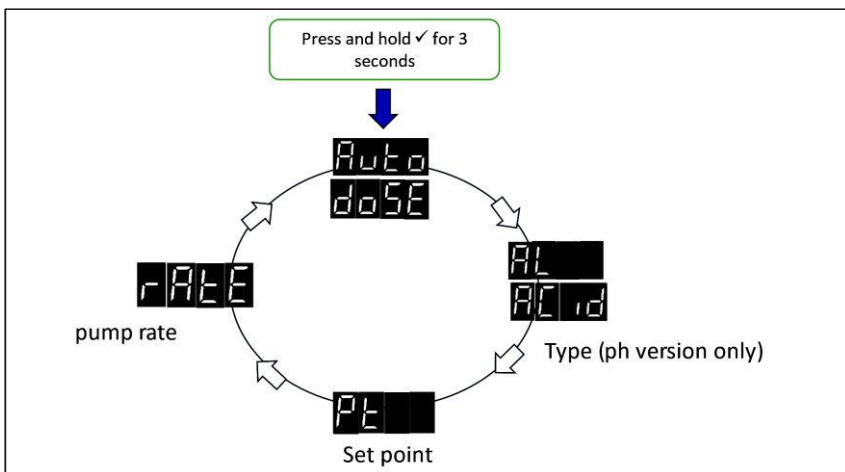 Press and hold ✓ for 3
seconds
Auto
doSE
AL
ACid
rAtE
pump rate
Type (ph version only)
Pt
Set point